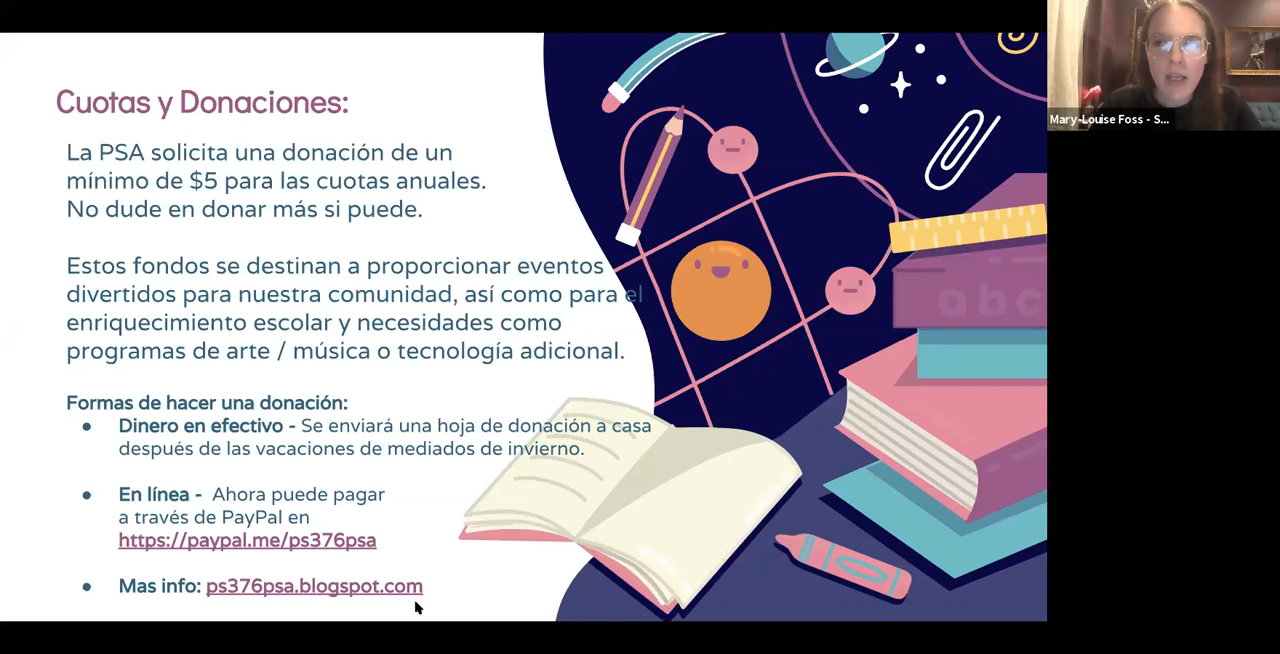 Cuotas y Donaciones:
La PSA solicita una donación de un
mínimo de $5 para las cuotas anuales.
No dude en donar más si puede.
Estos fondos se destinan a proporcionar eventos
divertidos para nuestra comunidad, así como para el
enriquecimiento escolar y necesidades como
programas de arte / música o tecnología adicional.
Formas de hacer una donación:
● Dinero en efectivo - Se enviará una hoja de donación a casa
después de las vacaciones de mediados de invierno.
● En línea - Ahora puede pagar
a través de PayPal en
https://paypal.me/ps376psa
● Mas info: ps376psa.blogspot.com
abc
Mary-Louise Foss - S...